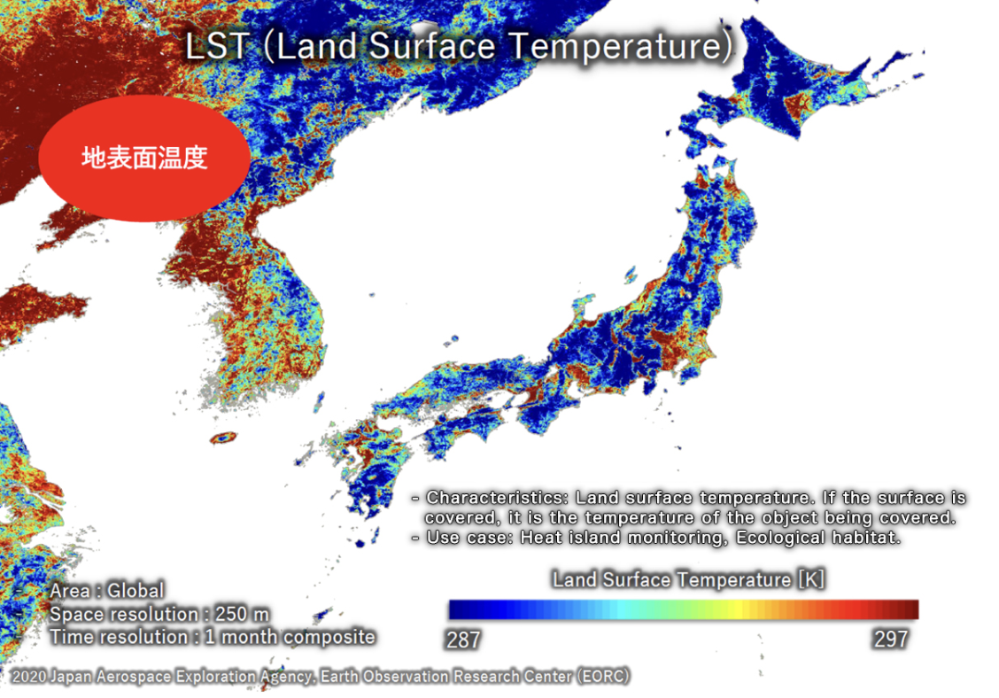 LST (Land Surface Temperature)
地表面温度
- Characteristics: Land surface temperature. If the surface is
covered, it is the temperature of the object being covered.
- Use case: Heat island monitoring, Ecological habitat.
Land Surface Temperature [K]
287 297
- Area : Global
- Space resolution : 250 m
- Time resolution : 1 month composite
2020 Japan Aerospace Exploration Agency, Earth Observation Research Center (EORC)